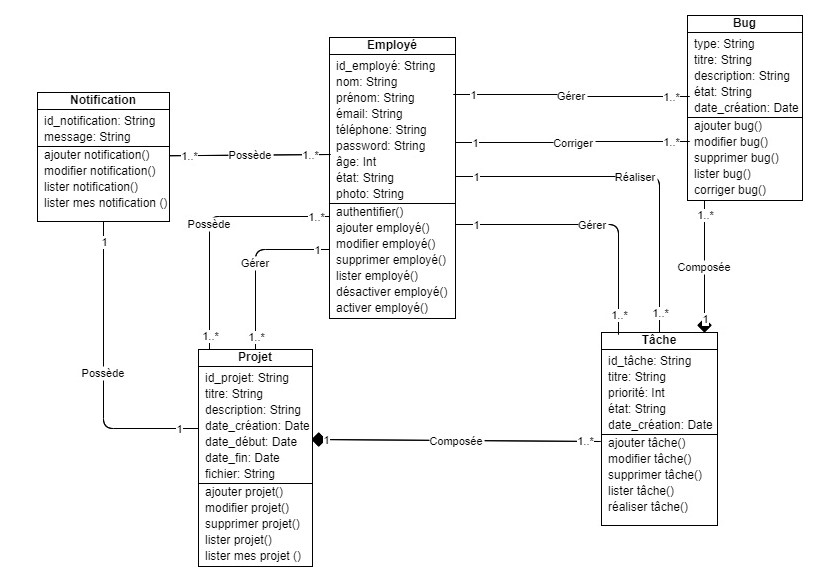 Notification
id_notification: String
message: String
ajouter notification()
modifier notification()
lister notification()
lister mes notification ()
Employé
id_employé: String
nom: String
prénom: String
émail: String
téléphone: String
password: String
âge: Int
état: String
photo: String
authentifier()
ajouter employé()
modifier employé()
supprimer employé()
lister employé()
désactiver employé()
activer employé()
Bug
type: String
titre: String
description: String
état: String
date_création: Date
ajouter bug()
modifier bug()
supprimer bug()
lister bug()
corriger bug()
1..* Possède 1..*
1 Gérer 1..*
1 Corriger 1..*
1 Réaliser 1..*
1 Gérer 1..*
1..* Possède 1..*
1 Gérer 1..*
1 Possède 1
1..* Composée 1
Projet
id_projet: String
titre: String
description: String
date_création: Date
date_début: Date
date_fin: Date
fichier: String
ajouter projet()
modifier projet()
supprimer projet()
lister projet()
lister mes projet ()
1 Composée 1..*
Tâche
id_tâche: String
titre: String
priorité: Int
état: String
date_création: Date
ajouter tâche()
modifier tâche()
supprimer tâche()
lister tâche()
réaliser tâche()